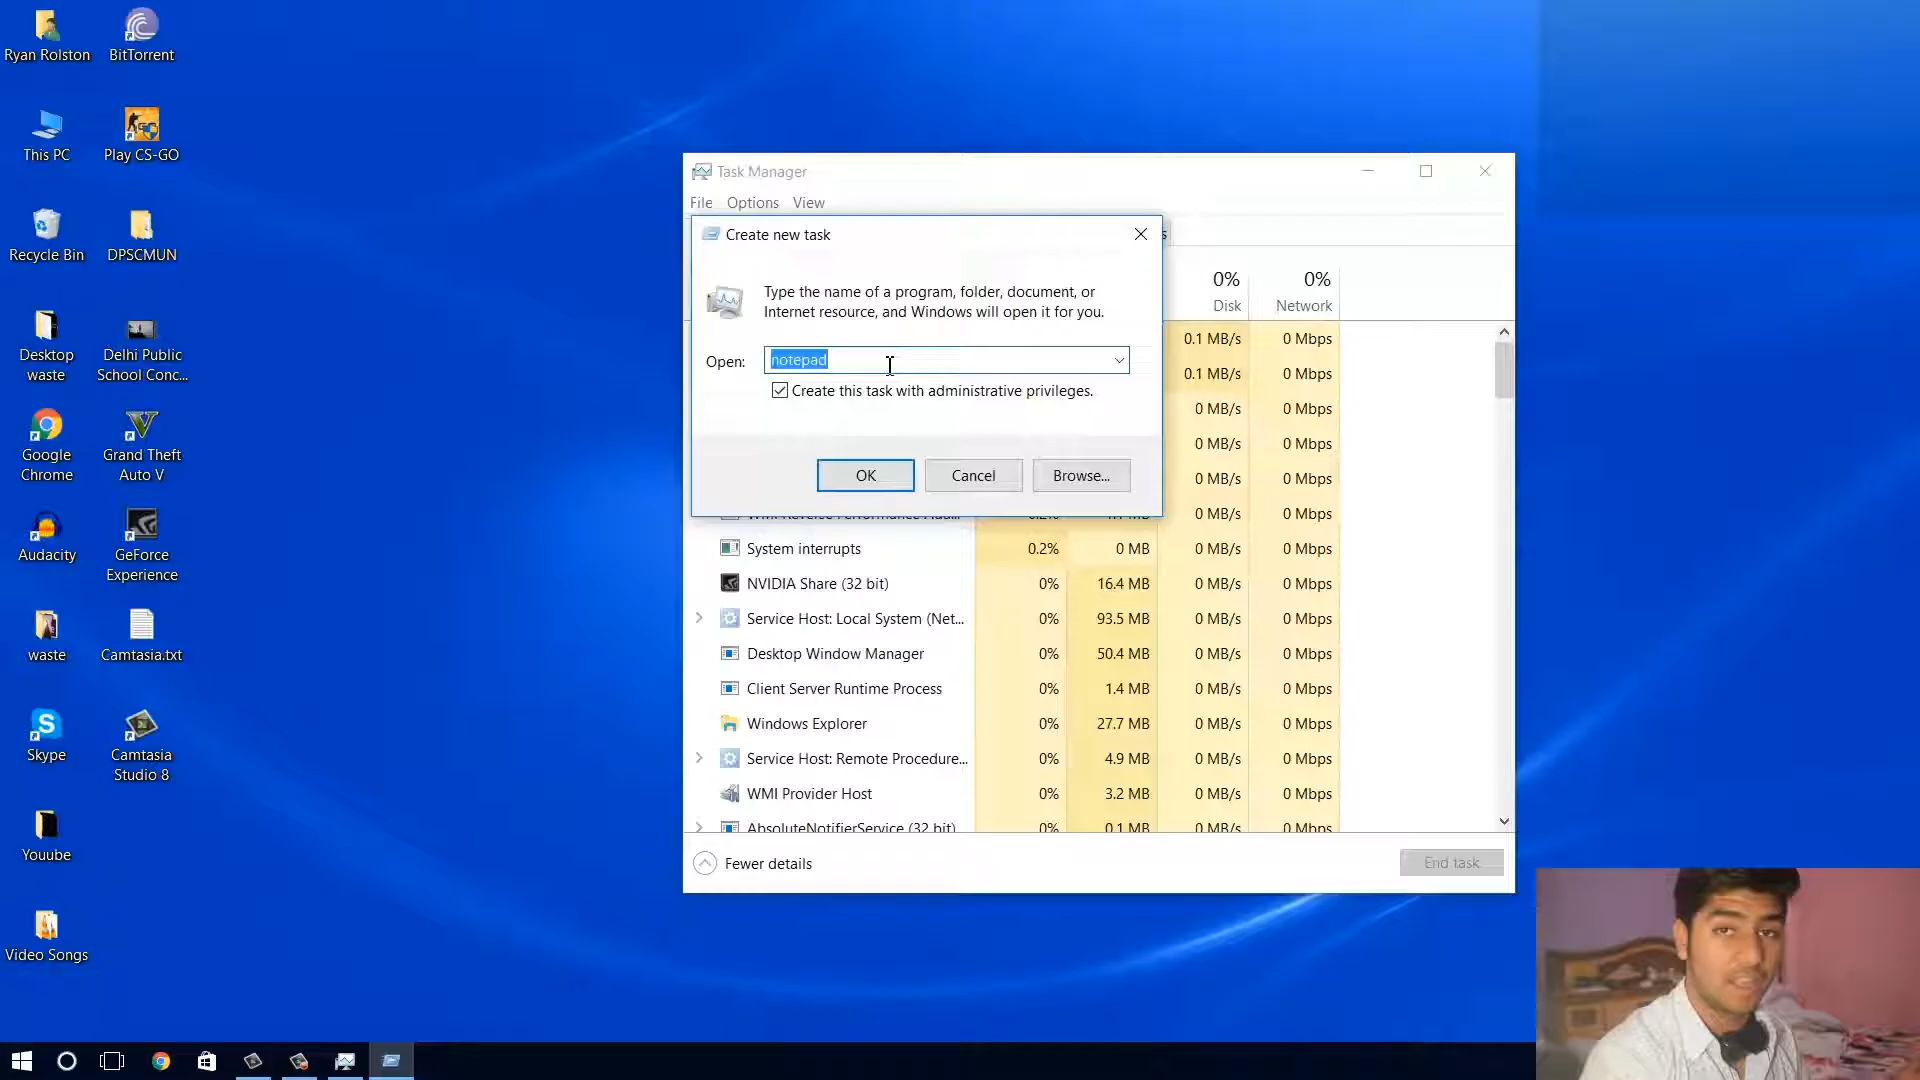 Ryan Rolston
BitTorrent
This PC
Play CS-GO
Recycle Bin
DPSCMUN
Desktop
waste
Delhi Public
School Conc...
Google
Chrome
Grand Theft
Auto V
Audacity
GeForce
Experience
waste
Camtasia.txt
Skype
Camtasia
Studio 8
Youube
Video Songs
Task Manager
File Options View
Create new task
Type the name of a program, folder, document, or
Internet resource, and Windows will open it for you.
Open: notepad
Create this task with administrative privileges.
OK Cancel Browse...
s
0% 0%
Disk Network
0.1 MB/s 0 Mbps
0.1 MB/s 0 Mbps
0 MB/s 0 Mbps
0 MB/s 0 Mbps
0 MB/s 0 Mbps
0 MB/s 0 Mbps
System interrupts 0.2% 0 MB 0 MB/s 0 Mbps
NVIDIA Share (32 bit) 0% 16.4 MB 0 MB/s 0 Mbps
Service Host: Local System (Net... 0% 93.5 MB 0 MB/s 0 Mbps
Desktop Window Manager 0% 50.4 MB 0 MB/s 0 Mbps
Client Server Runtime Process 0% 1.4 MB 0 MB/s 0 Mbps
Windows Explorer 0% 27.7 MB 0 MB/s 0 Mbps
Service Host: Remote Procedure... 0% 4.9 MB 0 MB/s 0 Mbps
WMI Provider Host 0% 3.2 MB 0 MB/s 0 Mbps
AbsoluteNotifierService (32 bit) 0% 0.1 MB 0 MB/s 0 Mbps
Fewer details
End task